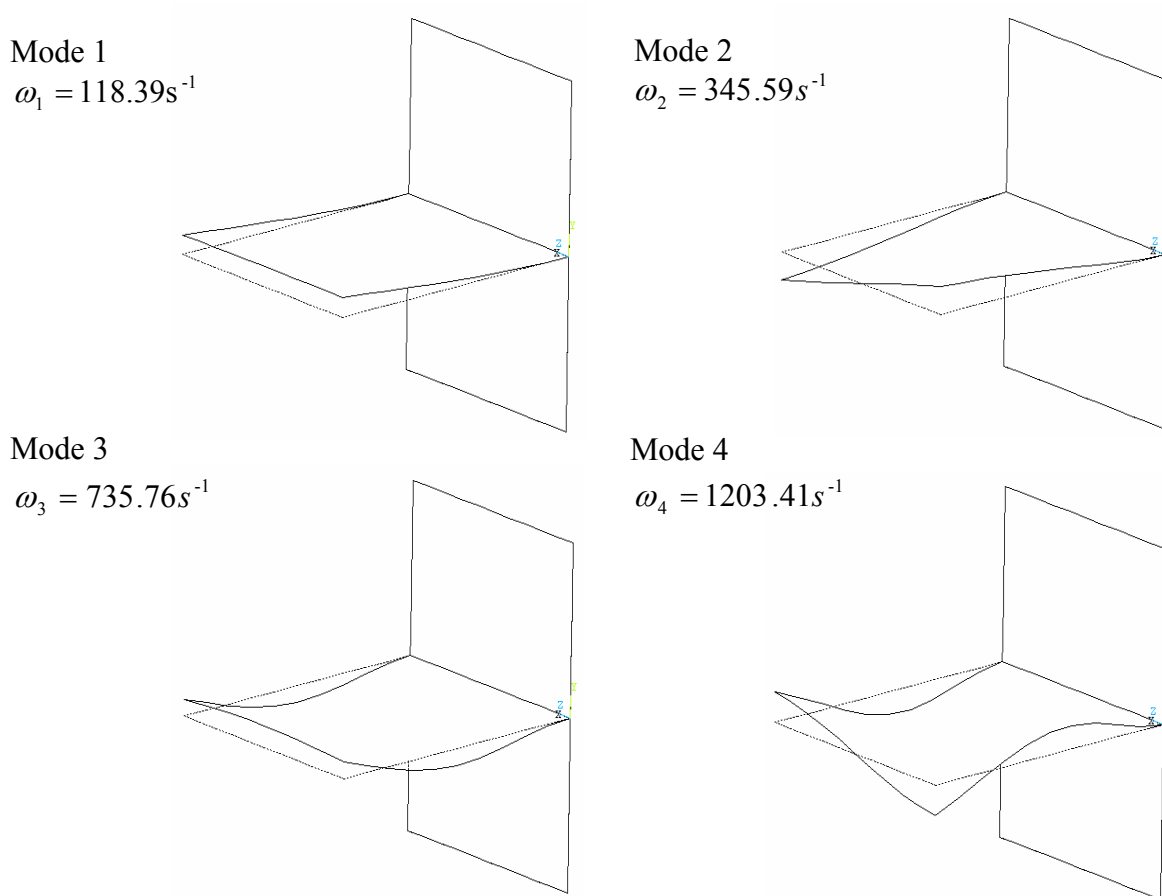 Mode 1
ω₁ = 118.39s⁻¹
Mode 2
ω₂ = 345.59s⁻¹
Mode 3
ω₃ = 735.76s⁻¹
Mode 4
ω₄ = 1203.41s⁻¹